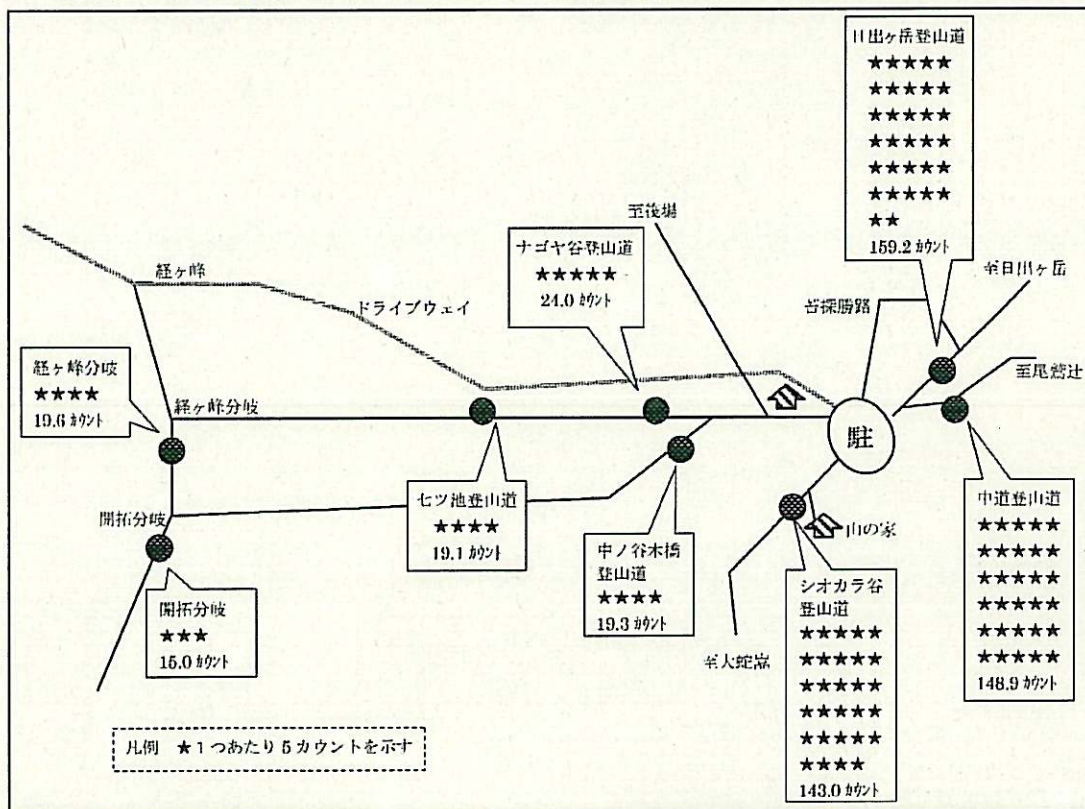 日出ヶ岳登山道
★★★★★
★★★★★
★★★★★
★★★★★
★★★★★
★★★★★
★★
159.2 カウント
至筏場
ナゴヤ谷登山道
★★★★★
24.0 カウント
経ヶ峰
ドライブウェイ
至日出ヶ岳
苔探勝路
至尾鷲辻
経ヶ峰分岐
★★★★
19.6 カウント
経ヶ峰分岐
駐
七ツ池登山道
★★★★
19.1 カウント
中道登山道
★★★★★
★★★★★
★★★★★
★★★★★
★★★★★
★★★★★
148.9 カウント
開拓分岐
山の家
中ノ谷木橋
登山道
★★★★
19.3 カウント
シオカラ谷
登山道
★★★★★
★★★★★
★★★★★
★★★★★
★★★★★
★★★★
143.0 カウント
開拓分岐
★★★
15.0 カウント
至大蛇嵓
凡例 ★1つあたり5カウントを示す